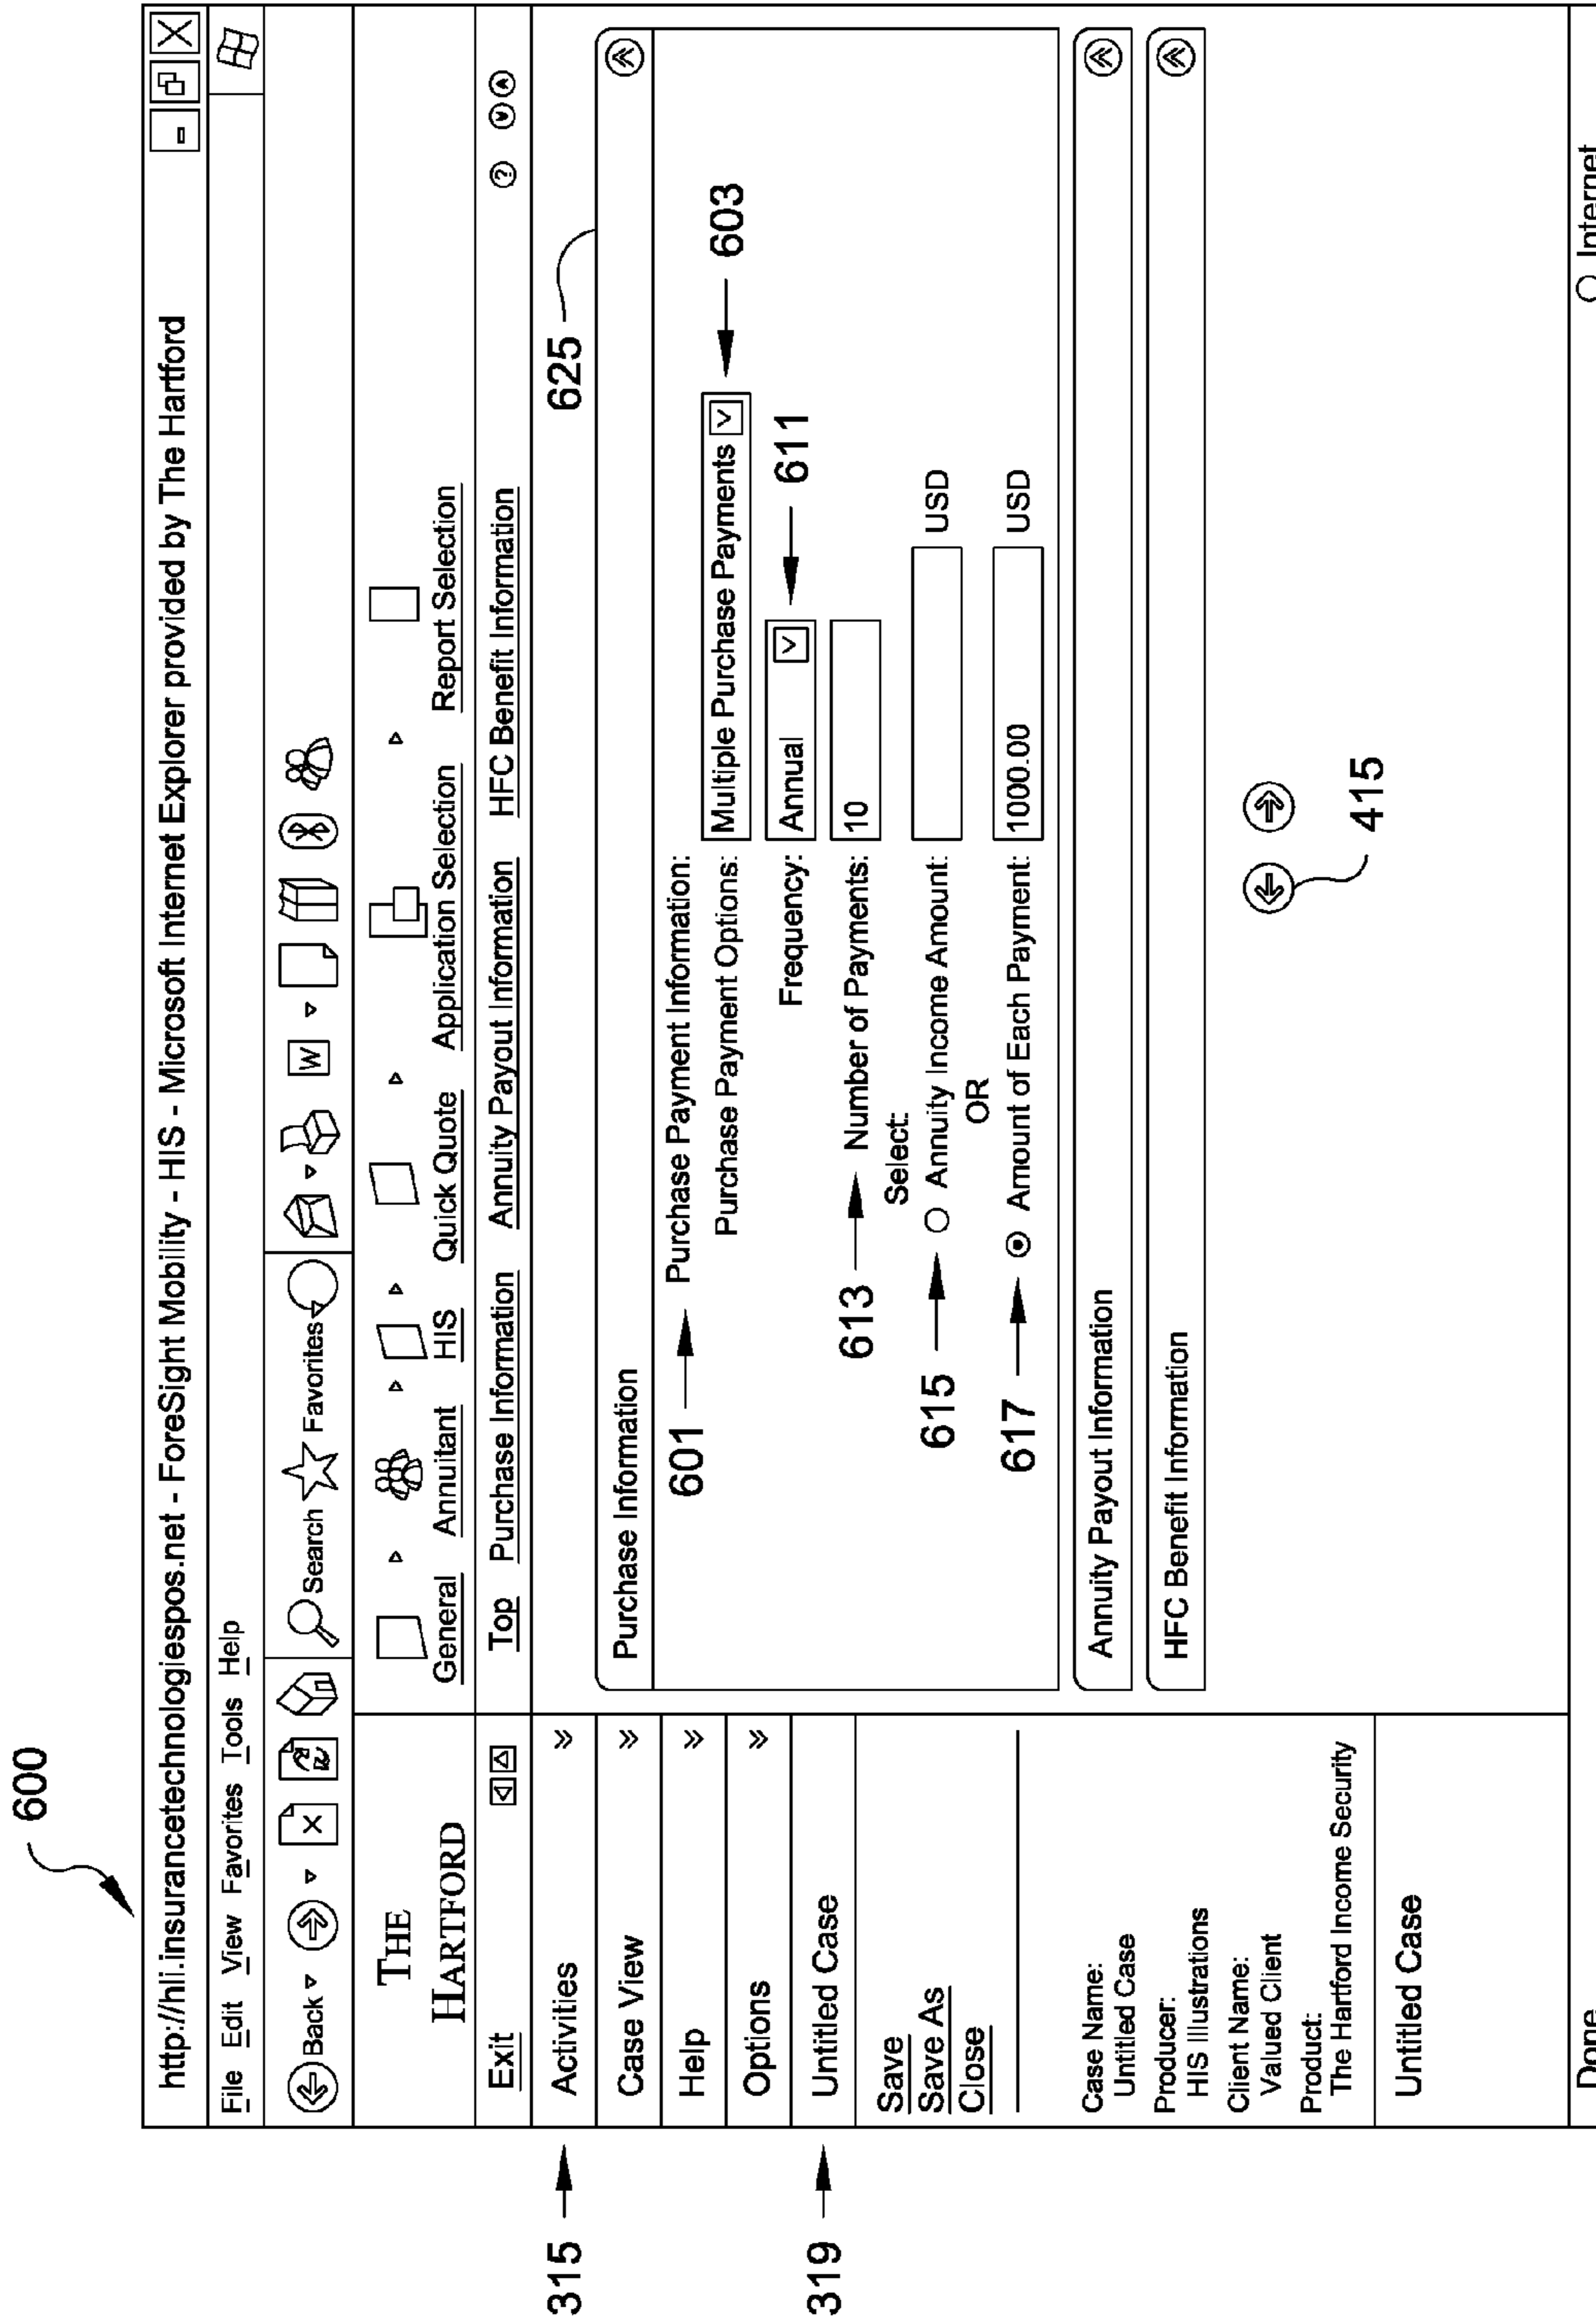 600
http://hli.insurancetechnologiespos.net - ForeSight Mobility - HIS - Microsoft Internet Explorer provided by The Hartford
File Edit View Favorites Tools Help
Back Search Favorites W
THE
HARTFORD
General Annuitant HIS Quick Quote Application Selection Report Selection
Exit
Top Purchase Information Annuity Payout Information HFC Benefit Information ?
315
Activities
Case View
Help
Options
319
Untitled Case
Save
Save As
Close
Case Name:
Untitled Case
Producer:
HIS Illustrations
Client Name:
Valued Client
Product:
The Hartford Income Security
Untitled Case
625
Purchase Information
601 Purchase Payment Information:
Purchase Payment Options: Multiple Purchase Payments 603
Frequency: Annual 611
613 Number of Payments: 10
Select:
615 Annuity Income Amount: USD
OR
617 Amount of Each Payment: 1000.00 USD
Annuity Payout Information
HFC Benefit Information
415
Done Internet